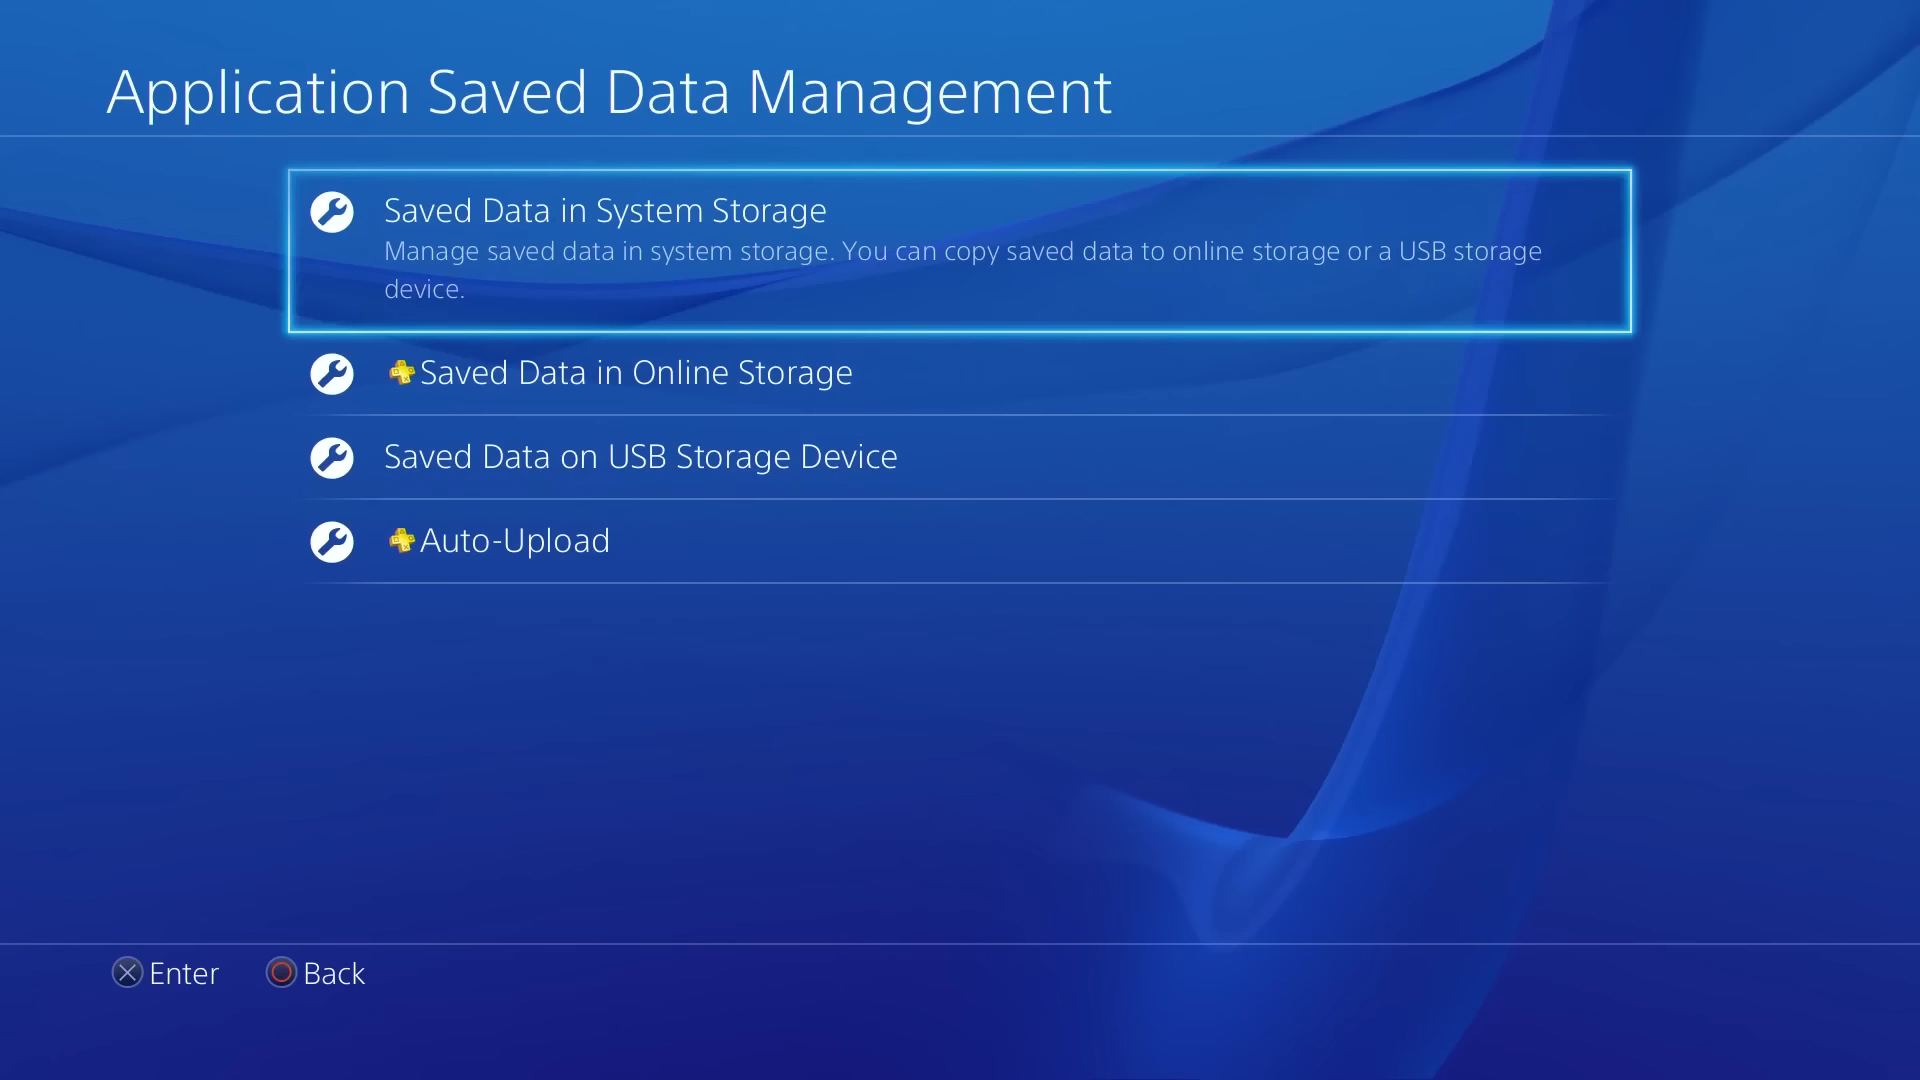 Application Saved Data Management
Saved Data in System Storage
Manage saved data in system storage. You can copy saved data to online storage or a USB storage
device.
Saved Data in Online Storage
Saved Data on USB Storage Device
Auto-Upload
Enter Back